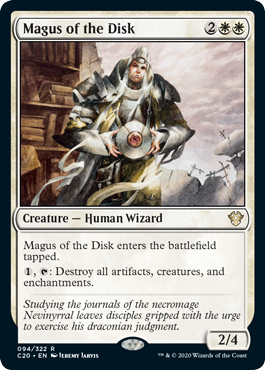 Magus of the Disk 2
Creature — Human Wizard
Magus of the Disk enters the battlefield
tapped.
1, : Destroy all artifacts, creatures, and
enchantments.
Studying the journals of the necromage
Nevinyrral leaves disciples gripped with the urge
to exercise his draconian judgment.
2/4
094/322 R
C20 • EN Jeremy Jarvis
™ & © 2020 Wizards of the Coast